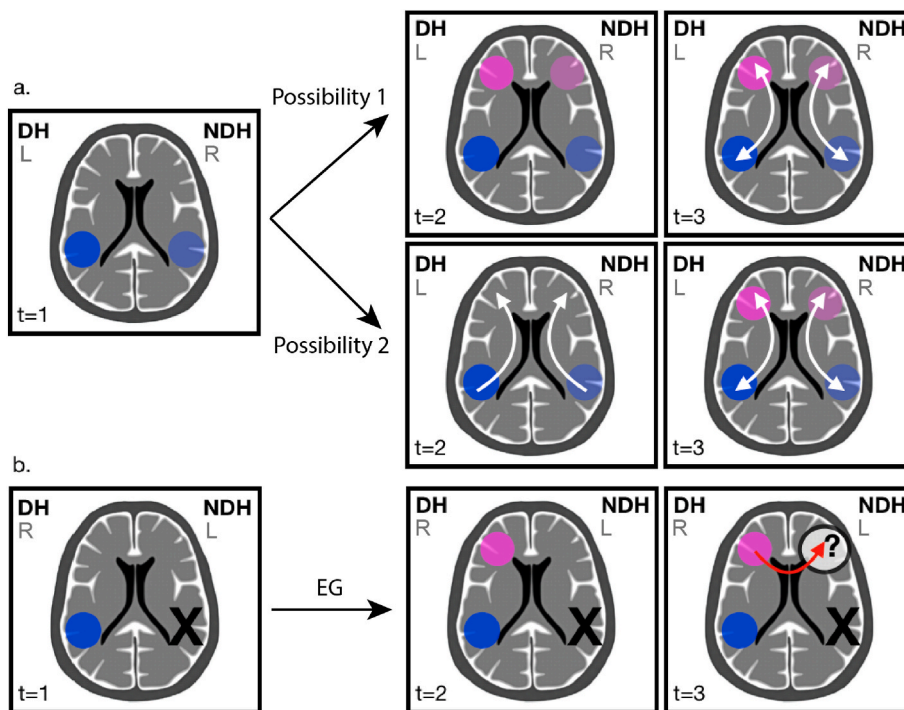 a.
DH
L
NDH
R
t=1
Possibility 1
Possibility 2
DH
L
NDH
R
t=2
DH
L
NDH
R
t=3
DH
L
NDH
R
t=2
DH
L
NDH
R
t=3
b.
DH
R
NDH
L
X
t=1
EG
DH
R
NDH
L
X
t=2
DH
R
NDH
L
?
X
t=3